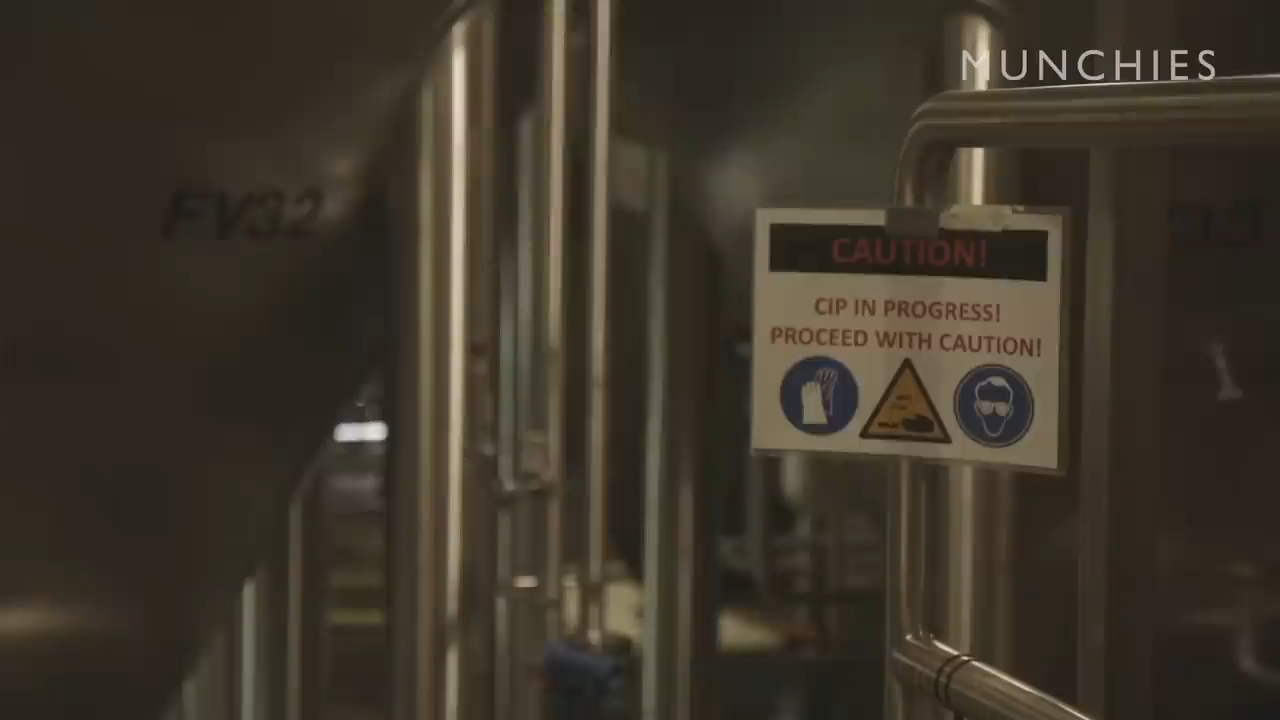 MUNCHIES
FV32
CAUTION!
CIP IN PROGRESS!
PROCEED WITH CAUTION!